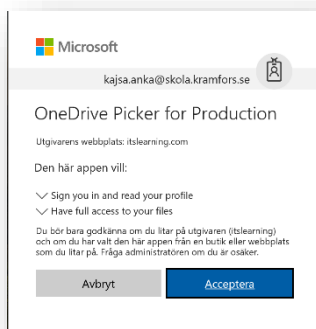 Microsoft
kajsa.anka@skola.kramfors.se
OneDrive Picker for Production
Utgivarens webbplats: itslearning.com
Den här appen vill:
Sign you in and read your profile
Have full access to your files
Du bör bara godkänna om du litar på utgivaren (itslearning)
och om du har valt den här appen från en butik eller webbplats
som du litar på. Fråga administratören om du är osäker.
Avbryt
Acceptera